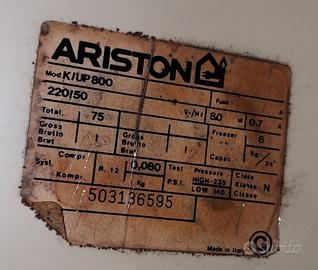 ARISTON
Mod. K/UP 800
220/50 V~/Hz 80 W Fuse 0,7 A
Total. 75 Freezer 6
Gross Brutto Brut / Gross Brutto Brut / Capac.
Syst. Compr. Kompr. R. 12 0,080 Kg Test P.S.I. Pressure HIGH-235 LOW 140 Class Klasse Classe N
503136595
Made in Italy
subito